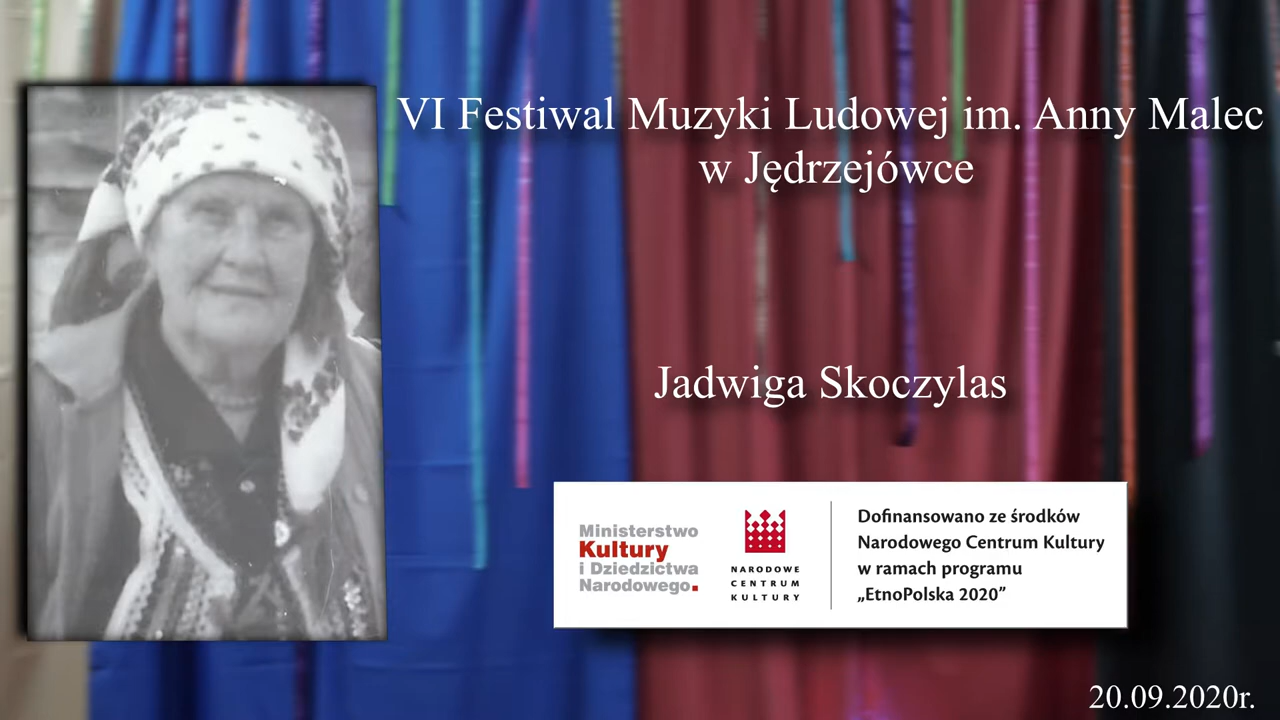 VI Festiwal Muzyki Ludowej im. Anny Malec
w Jędrzejówce
Jadwiga Skoczylas
Ministerstwo
Kultury
i Dziedzictwa
Narodowego.
NARODOWE
CENTRUM
KULTURY
Dofinansowano ze środków
Narodowego Centrum Kultury
w ramach programu
„EtnoPolska 2020”
20.09.2020r.